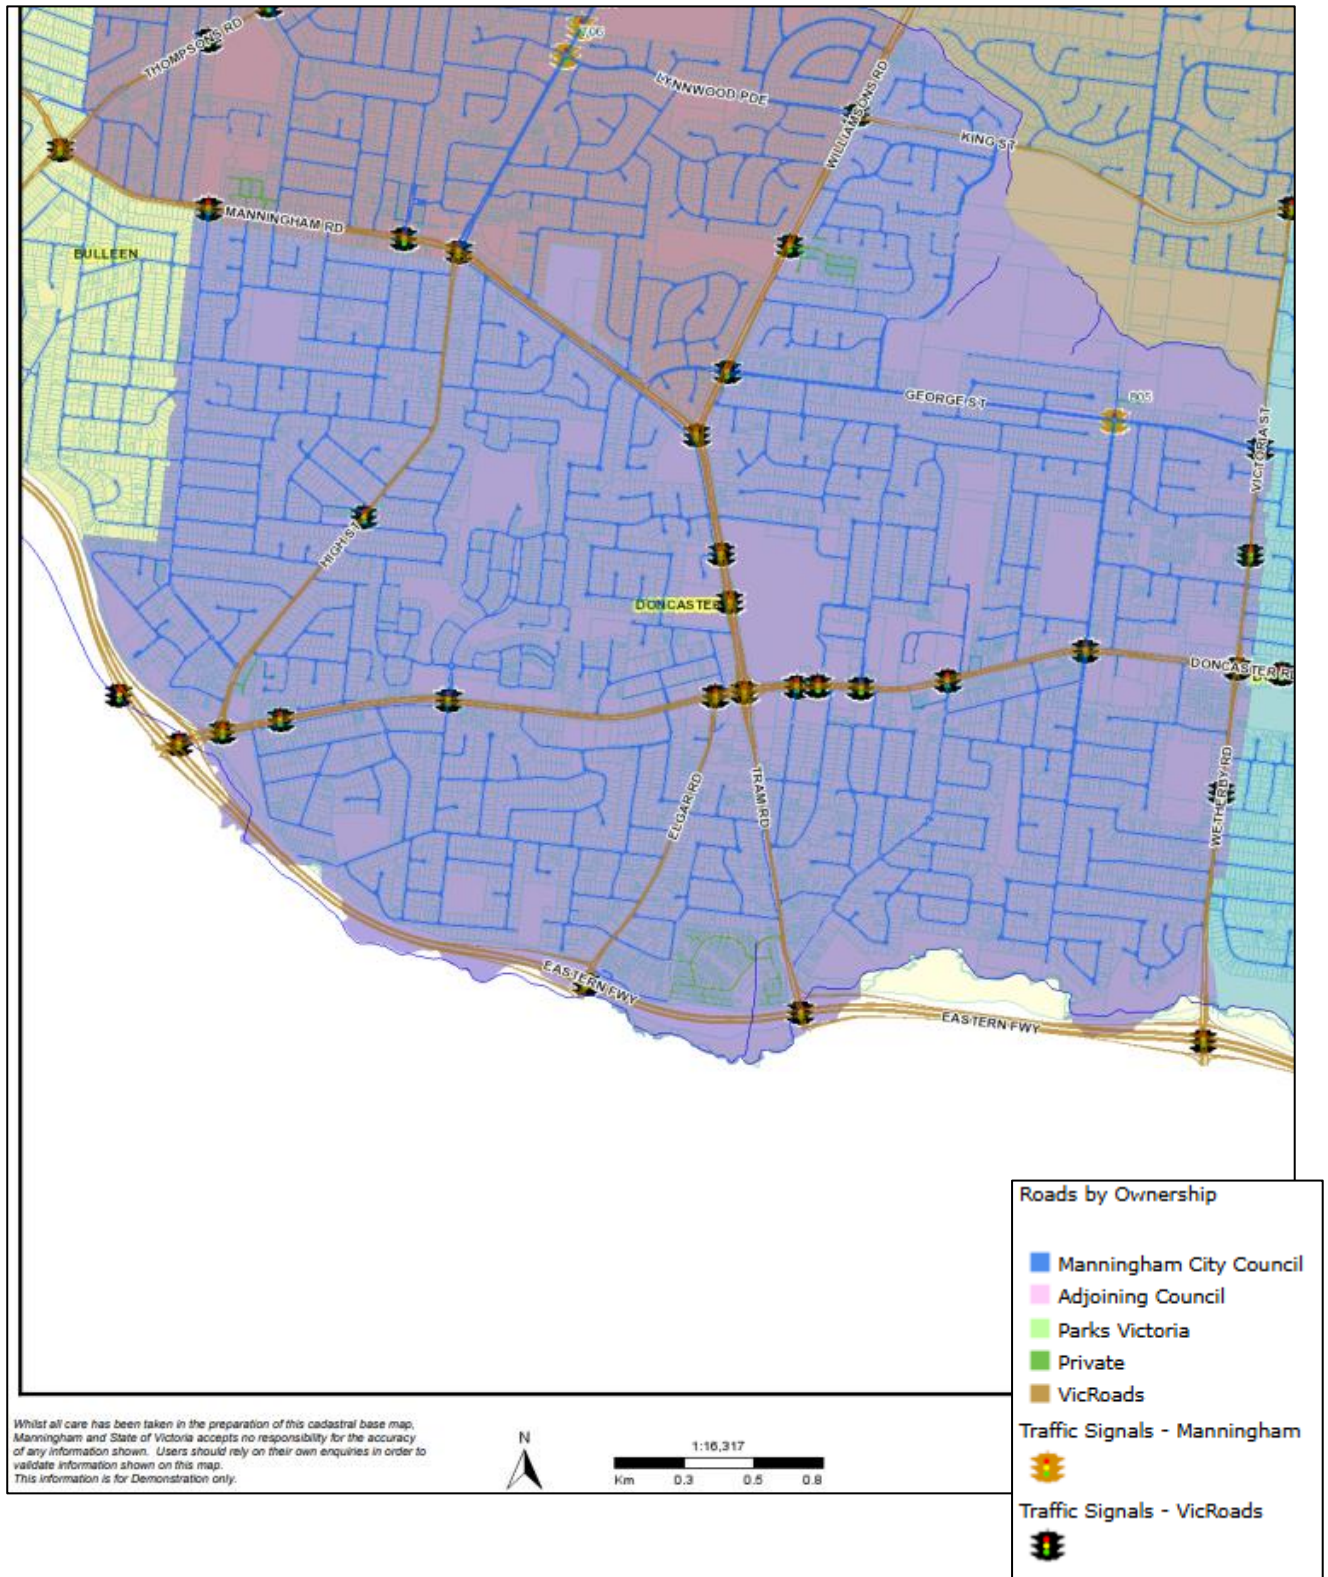 THOMPSONS RD
706
LYNNWOOD PDE
WILLIAMSONS RD
KING ST
MANNINGHAM RD
BULLEEN
GEORGE ST
805
VICTORIA ST
HIGH ST
DONCASTER
DONCASTER R
ELGAR RD
TRAM RD
WETHERBY RD
EASTERN FWY
EASTERN FWY
Roads by Ownership
Manningham City Council
Adjoining Council
Parks Victoria
Private
VicRoads
Traffic Signals - Manningham
Traffic Signals - VicRoads
Whilst all care has been taken in the preparation of this cadastral base map,
Manningham and State of Victoria accepts no responsibility for the accuracy
of any information shown. Users should rely on their own enquiries in order to
validate information shown on this map.
This information is for Demonstration only.
N
1:16,317
Km 0.3 0.5 0.8